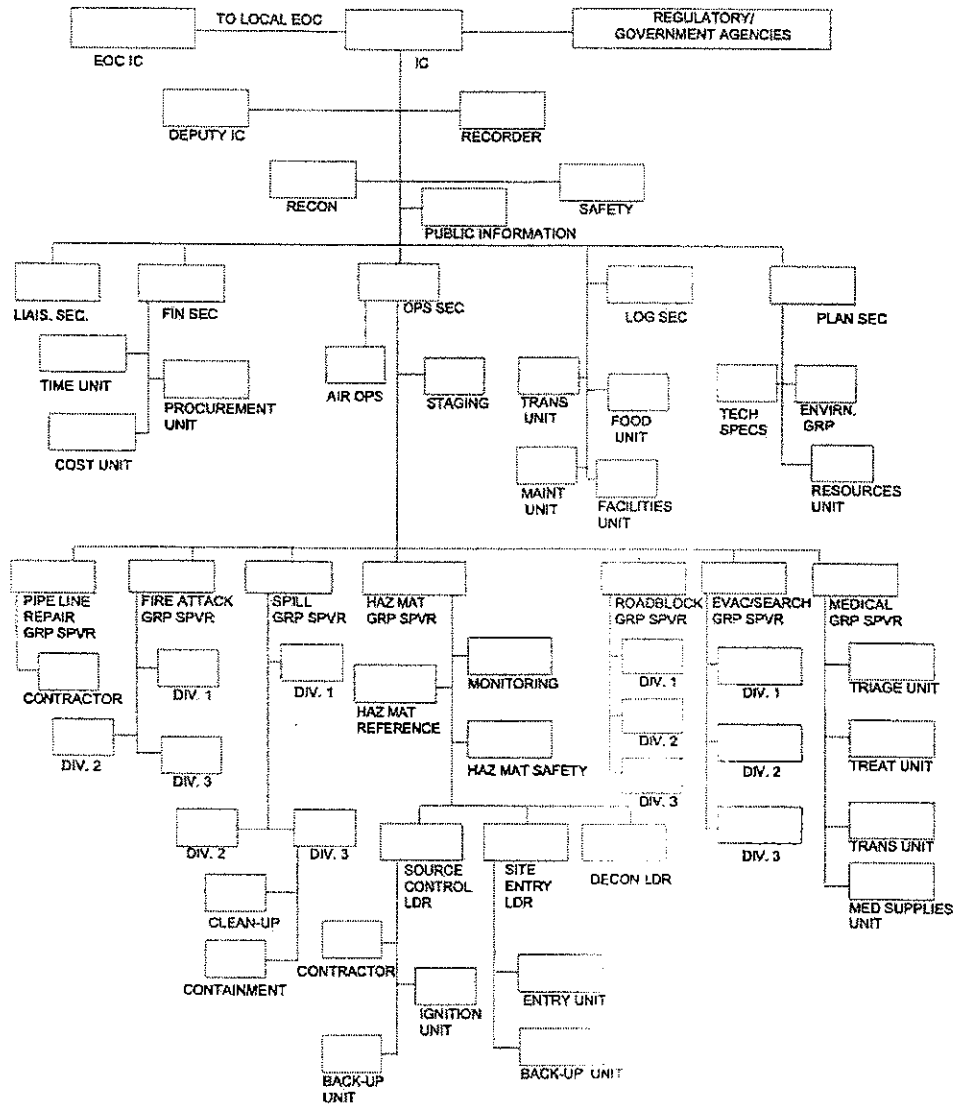 TO LOCAL EOC
REGULATORY/
GOVERNMENT AGENCIES
EOC IC
IC
DEPUTY IC
RECORDER
RECON
SAFETY
PUBLIC INFORMATION
LIAIS. SEC.
FIN SEC
OPS SEC
LOG SEC
PLAN SEC
TIME UNIT
PROCUREMENT
UNIT
COST UNIT
AIR OPS
STAGING
TRANS
UNIT
FOOD
UNIT
MAINT
UNIT
FACILITIES
UNIT
TECH
SPECS
ENVIRN.
GRP
RESOURCES
UNIT
PIPE LINE
REPAIR
GRP SPVR
FIRE ATTACK
GRP SPVR
SPILL
GRP SPVR
HAZ MAT
GRP SPVR
ROADBLOCK
GRP SPVR
EVAC/SEARCH
GRP SPVR
MEDICAL
GRP SPVR
CONTRACTOR
DIV. 1
DIV. 2
DIV. 3
DIV. 1
DIV. 2
DIV. 3
CLEAN-UP
CONTAINMENT
MONITORING
HAZ MAT
REFERENCE
HAZ MAT SAFETY
DIV. 1
DIV. 2
DIV. 3
DIV. 1
DIV. 2
DIV. 3
TRIAGE UNIT
TREAT UNIT
TRANS UNIT
MED SUPPLIES
UNIT
SOURCE
CONTROL
LDR
SITE
ENTRY
LDR
DECON LDR
CONTRACTOR
IGNITION
UNIT
BACK-UP
UNIT
ENTRY UNIT
BACK-UP UNIT